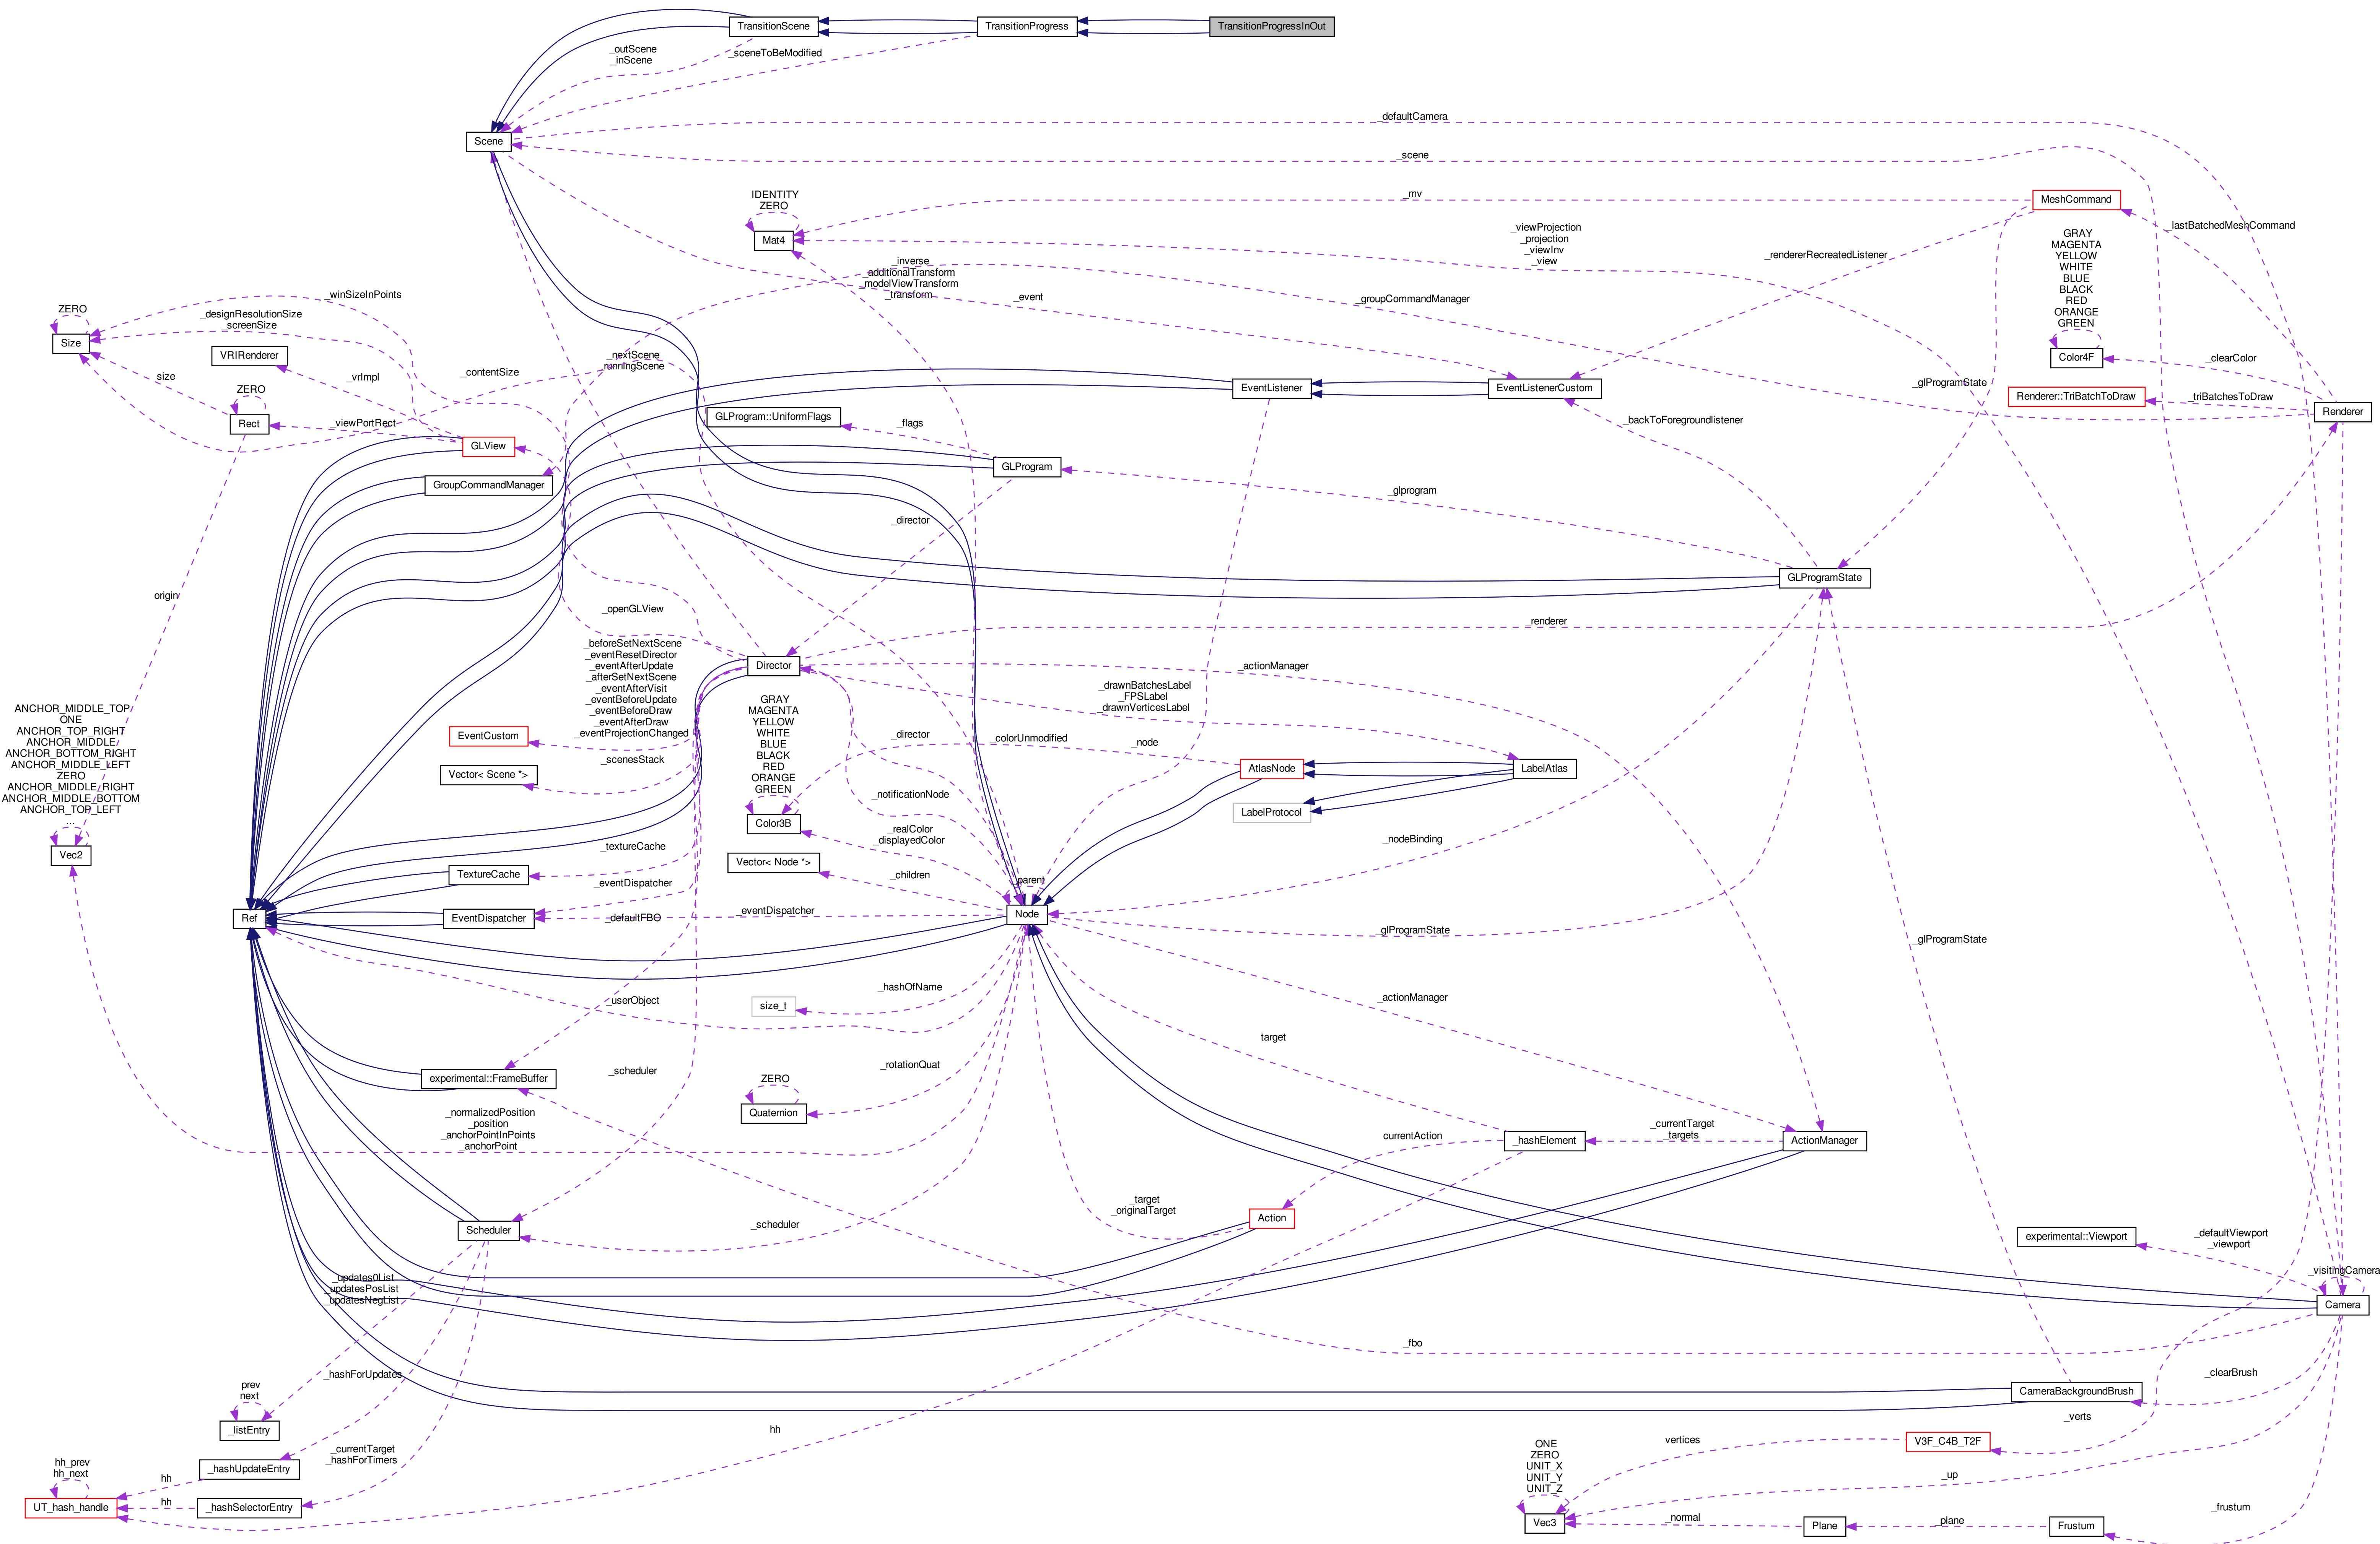 TransitionScene
TransitionProgress
TransitionProgressInOut
_outScene
_inScene
_sceneToBeModified
Scene
_defaultCamera
_scene
IDENTITY
ZERO
Mat4
_mv
MeshCommand
_lastBatchedMeshCommand
_viewProjection
_projection
_viewInv
_view
_rendererRecreatedListener
GRAY
MAGENTA
YELLOW
WHITE
BLUE
BLACK
RED
ORANGE
GREEN
Color4F
_clearColor
_inverse
_additionalTransform
_modelViewTransform
_transform
_event
_groupCommandManager
_winSizeInPoints
ZERO
Size
_designResolutionSize
_screenSize
VRIRenderer
_vrImpl
size
ZERO
Rect
_viewPortRect
_contentSize
_nextScene
_runningScene
GLView
GroupCommandManager
GLProgram::UniformFlags
_flags
GLProgram
EventListener
EventListenerCustom
_backToForegroundlistener
_glProgramState
Renderer::TriBatchToDraw
_triBatchesToDraw
Renderer
_glprogram
_director
GLProgramState
origin
_openGLView
_renderer
_beforeSetNextScene
_eventResetDirector
_eventAfterUpdate
_afterSetNextScene
_eventAfterVisit
_eventBeforeUpdate
_eventBeforeDraw
_eventAfterDraw
_eventProjectionChanged
Director
_actionManager
_drawnBatchesLabel
_FPSLabel
_drawnVerticesLabel
EventCustom
Vector< Scene *>
_scenesStack
GRAY
MAGENTA
YELLOW
WHITE
BLUE
BLACK
RED
ORANGE
GREEN
Color3B
_director
_colorUnmodified
_node
AtlasNode
LabelAtlas
LabelProtocol
ANCHOR_MIDDLE_TOP
ONE
ANCHOR_TOP_RIGHT
ANCHOR_MIDDLE
ANCHOR_BOTTOM_RIGHT
ANCHOR_MIDDLE_LEFT
ZERO
ANCHOR_MIDDLE_RIGHT
ANCHOR_MIDDLE_BOTTOM
ANCHOR_TOP_LEFT
...
Vec2
_notificationNode
_realColor
_displayedColor
_nodeBinding
_textureCache
TextureCache
Vector< Node *>
_children
_parent
_eventDispatcher
Ref
EventDispatcher
_defaultFBO
_eventDispatcher
Node
_glProgramState
_glProgramState
_userObject
size_t
_hashOfName
_actionManager
experimental::FrameBuffer
_scheduler
ZERO
Quaternion
_rotationQuat
target
_normalizedPosition
_position
_anchorPointInPoints
_anchorPoint
currentAction
_hashElement
_currentTarget
_targets
ActionManager
Scheduler
_scheduler
_target
_originalTarget
Action
experimental::Viewport
_defaultViewport
_viewport
_visitingCamera
Camera
_updates0List
_updatesPosList
_updatesNegList
_fbo
_hashForUpdates
prev
next
_listEntry
CameraBackgroundBrush
_clearBrush
_verts
hh
_currentTarget
_hashForTimers
V3F_C4B_T2F
vertices
ONE
ZERO
UNIT_X
UNIT_Y
UNIT_Z
Vec3
_up
hh_prev
hh_next
UT_hash_handle
hh
_hashUpdateEntry
hh
_hashSelectorEntry
_normal
Plane
_plane
Frustum
_frustum